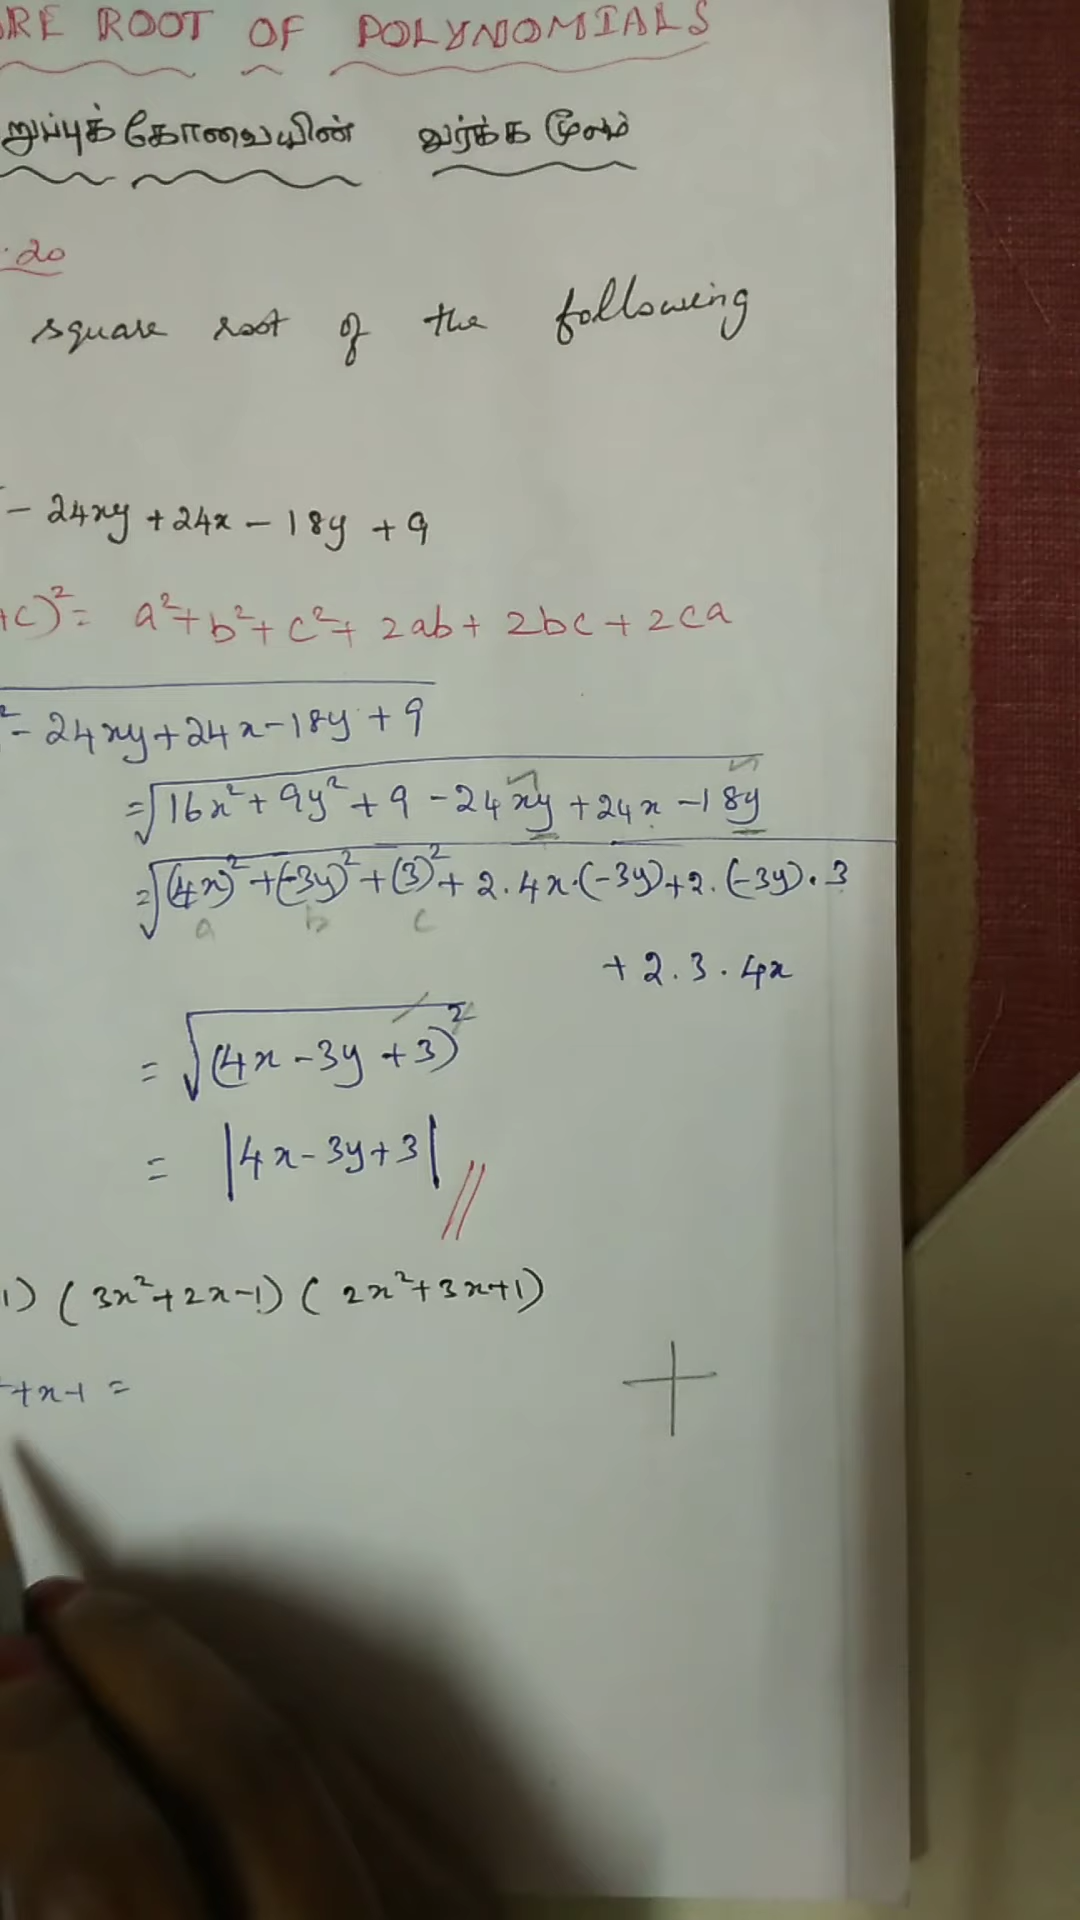 RE ROOT OF POLYNOMIALS
றுப்புக்கோவையின் வர்க்க மூலம்
.20
square root of the following
- 24xy + 24x - 18y + 9
+c)² = a² + b² + c² + 2ab + 2bc + 2ca
² - 24xy + 24x - 18y + 9
= √16x² + 9y² + 9 - 24xy + 24x - 18y
= √(4x)² + (-3y)² + (3)² + 2.4x.(-3y) + 2.(-3y).3
a b c
+ 2.3.4x
= √(4x - 3y + 3)²
= |4x - 3y + 3| //
1) (3x² + 2x - 1) (2x² + 3x + 1)
+ x - 1 =